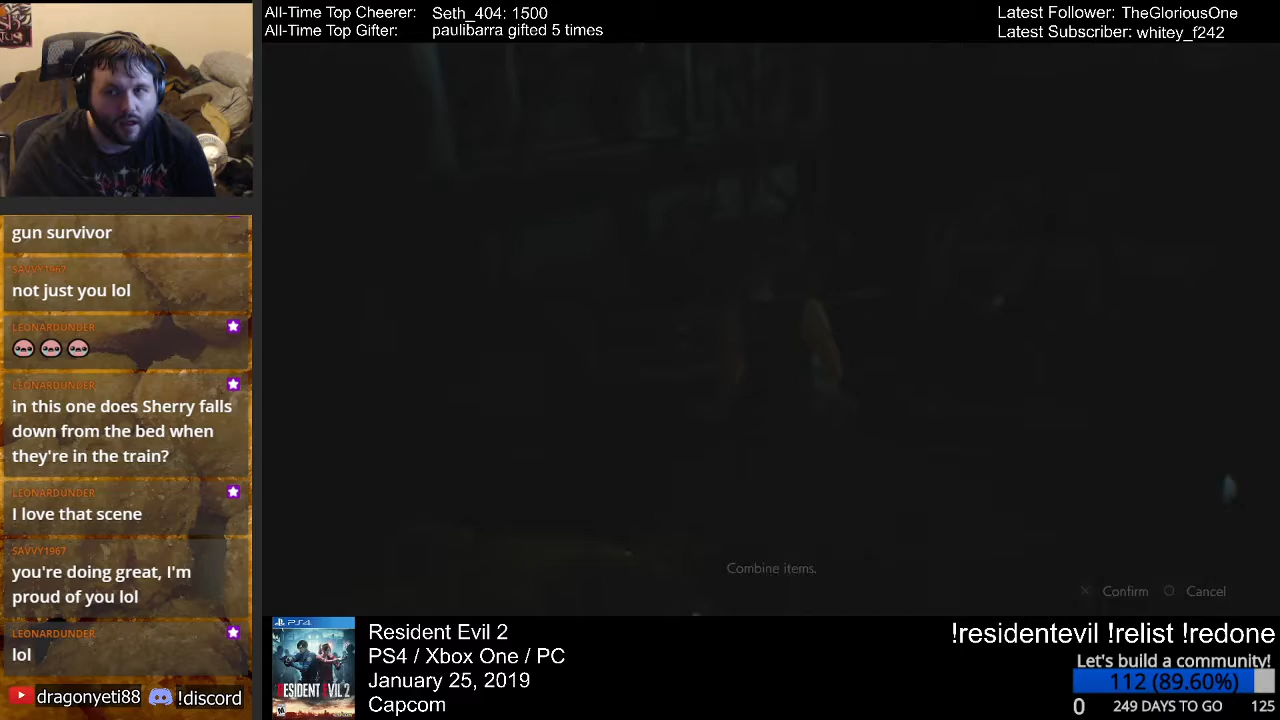 All-Time Top Cheerer: Seth_404: 1500
All-Time Top Gifter: paulibarra gifted 5 times
Latest Follower: TheGloriousOne
Latest Subscriber: whitey_f242
gun survivor
SAVVY1967
not just you lol
LEONARDUNDER
LEONARDUNDER
in this one does Sherry falls
down from the bed when
they're in the train?
LEONARDUNDER
I love that scene
SAVVY1967
you're doing great, I'm
proud of you lol
LEONARDUNDER
lol
dragonyeti88 !discord
Combine items.
Confirm Cancel
PS4
RESIDENT EVIL 2
Resident Evil 2
PS4 / Xbox One / PC
January 25, 2019
Capcom
!residentevil !relist !redone
Let's build a community!
112 (89.60%)
0 249 DAYS TO GO 125